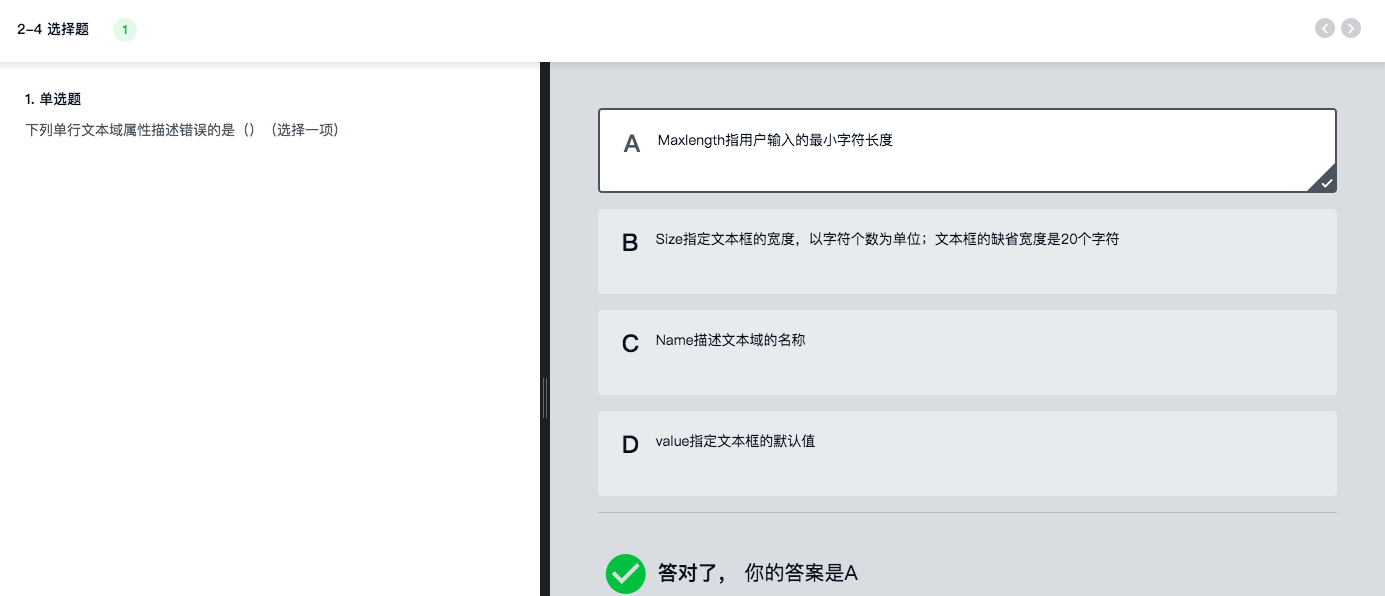 2-4 选择题 1
1. 单选题
下列单行文本域属性描述错误的是（）（选择一项）
A Maxlength指用户输入的最小字符长度
B Size指定文本框的宽度，以字符个数为单位；文本框的缺省宽度是20个字符
C Name描述文本域的名称
D value指定文本框的默认值
答对了， 你的答案是A